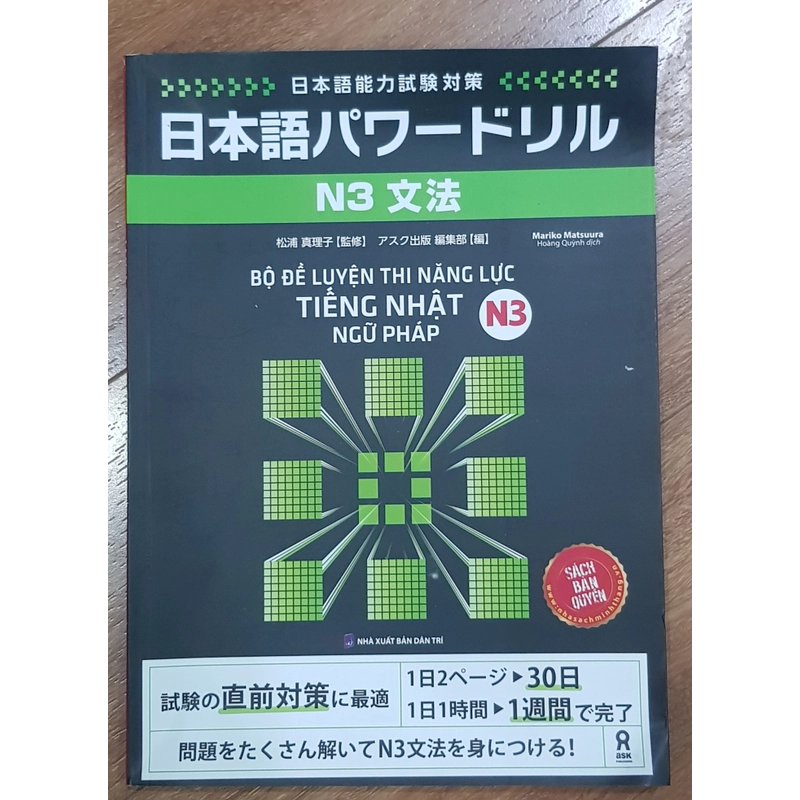 日本語能力試験対策
日本語パワードリル
N3 文法
松浦 真理子【監修】 アスク出版 編集部【編】
Mariko Matsuura
Hoàng Quỳnh dịch
BỘ ĐỀ LUYỆN THI NĂNG LỰC
TIẾNG NHẬT
NGỮ PHÁP
N3
SÁCH
BẢN
QUYỀN
www.nhasachminhthang.vn
NHÀ XUẤT BẢN DÂN TRÍ
試験の直前対策に最適
1日2ページ▶30日
1日1時間▶1週間で完了
問題をたくさん解いてN3文法を身につける!
ask
PUBLISHING